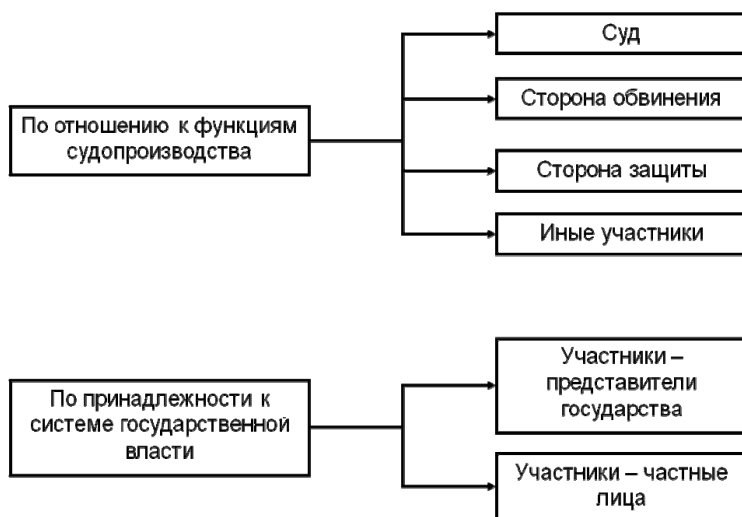 Суд
Сторона обвинения
По отношению к функциям
судопроизводства
Сторона защиты
Иные участники
Участники –
представители
государства
По принадлежности к
системе государственной
власти
Участники – частные
лица